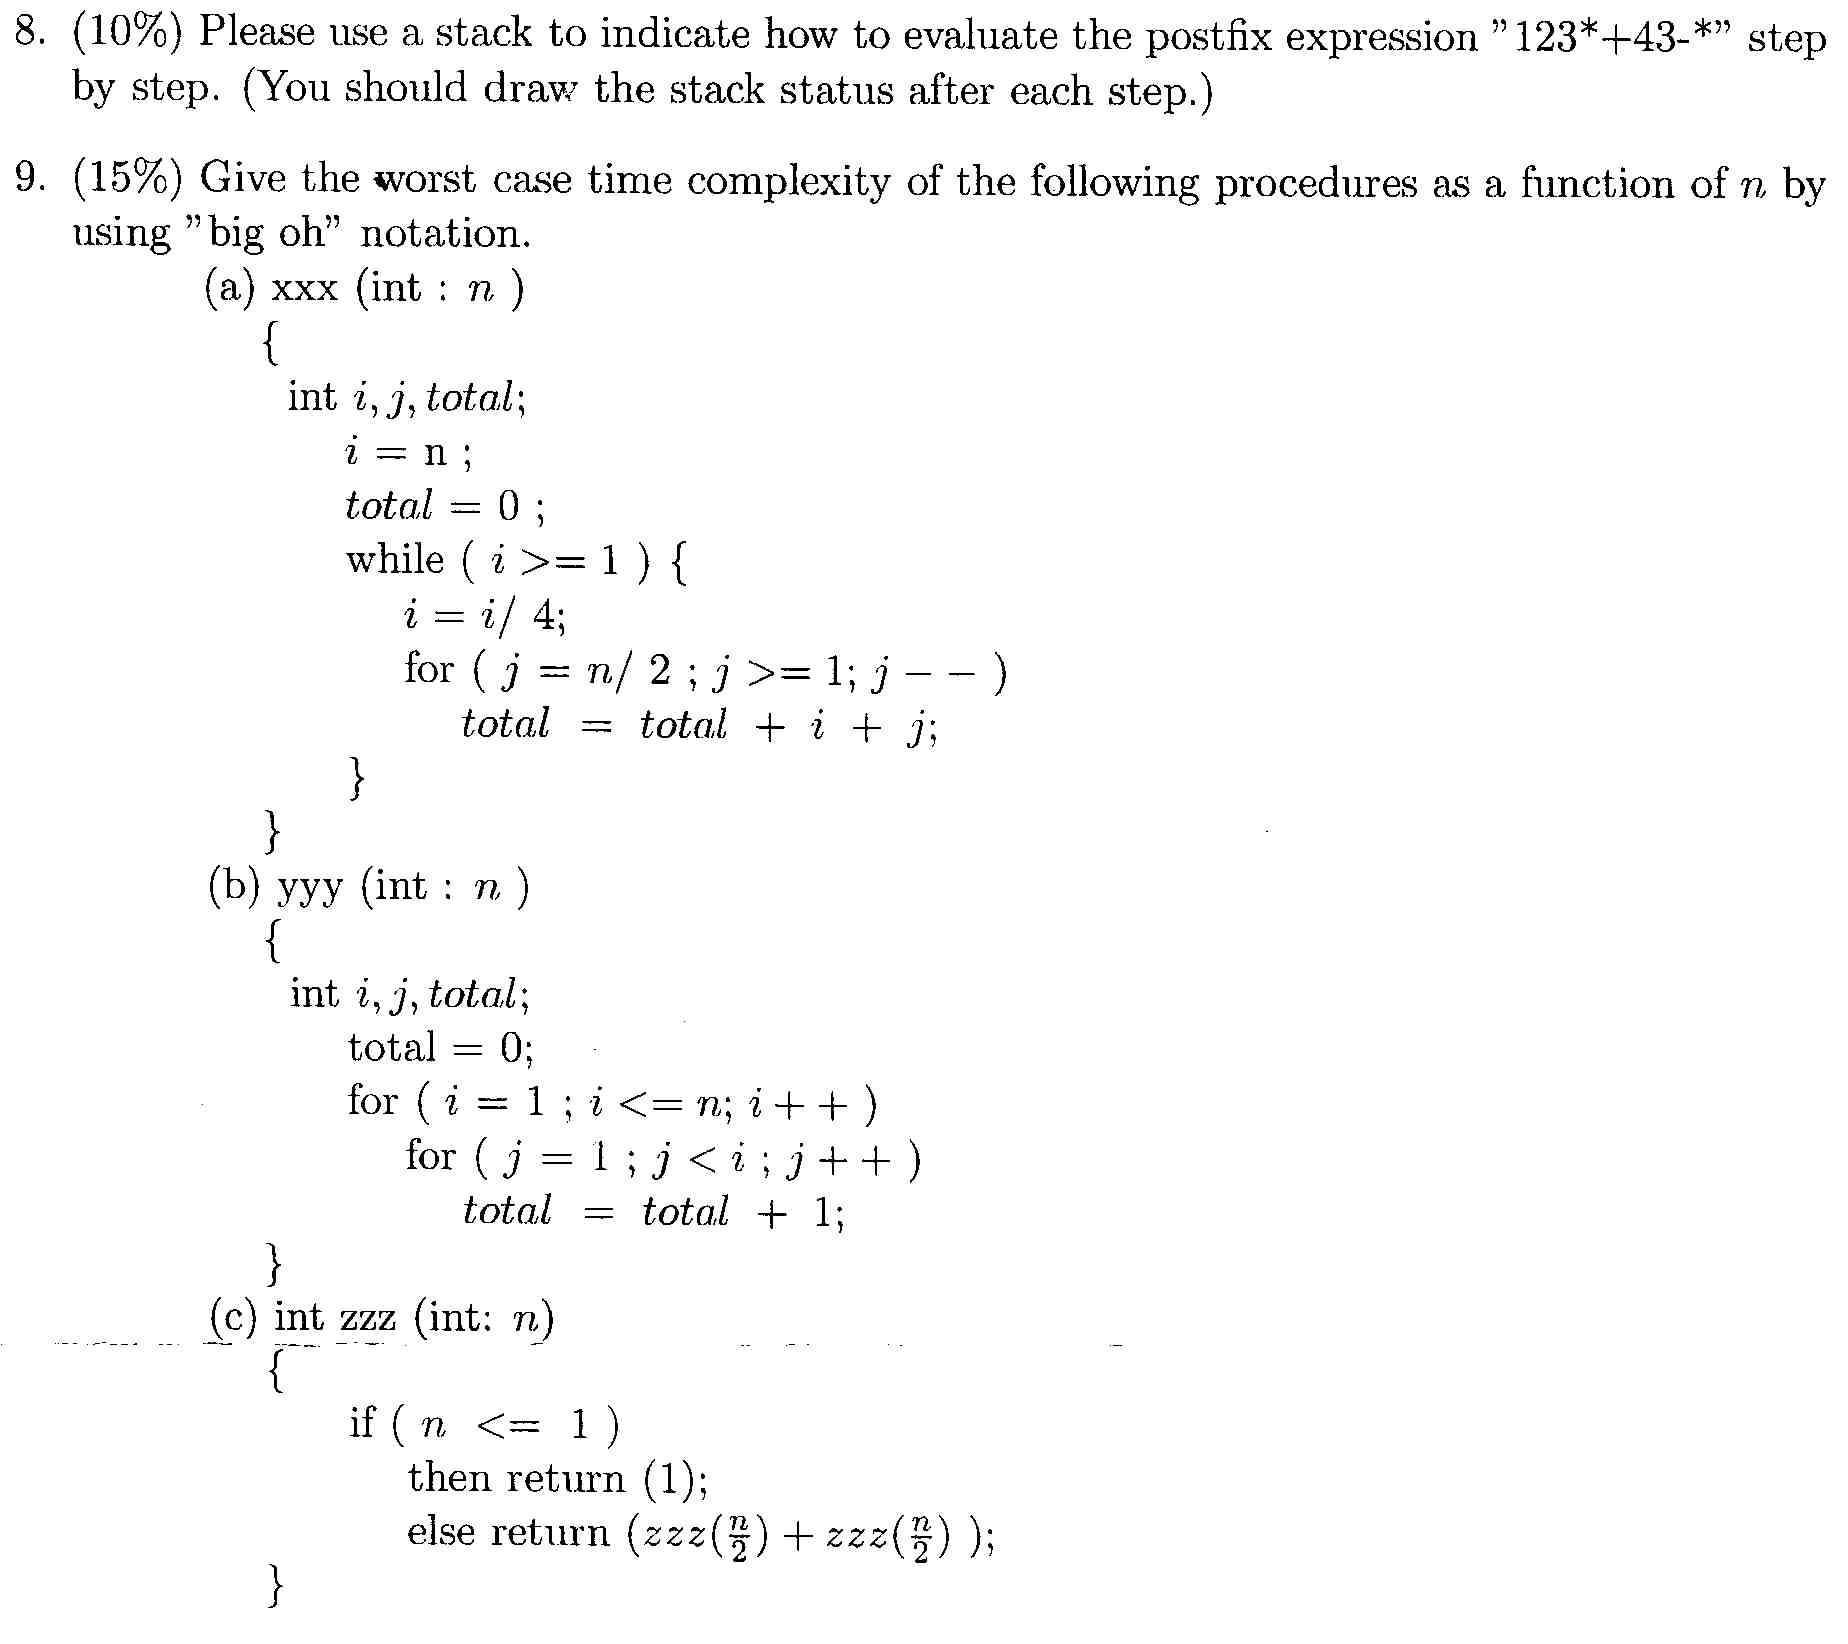 8. (10%) Please use a stack to indicate how to evaluate the postfix expression ”123*+43-*” step
by step. (You should draw the stack status after each step.)
9. (15%) Give the worst case time complexity of the following procedures as a function of n by
using ”big oh” notation.
(a) xxx (int : n )
{
int i, j, total;
i = n ;
total = 0 ;
while ( i >= 1 ) {
i = i/ 4;
for ( j = n/ 2 ; j >= 1; j − − )
total = total + i + j;
}
}
(b) yyy (int : n )
{
int i, j, total;
total = 0;
for ( i = 1 ; i <= n; i + + )
for ( j = 1 ; j < i ; j + + )
total = total + 1;
}
(c) int zzz (int: n)
{
if ( n <= 1 )
then return (1);
else return (zzz(n/2) + zzz(n/2) );
}